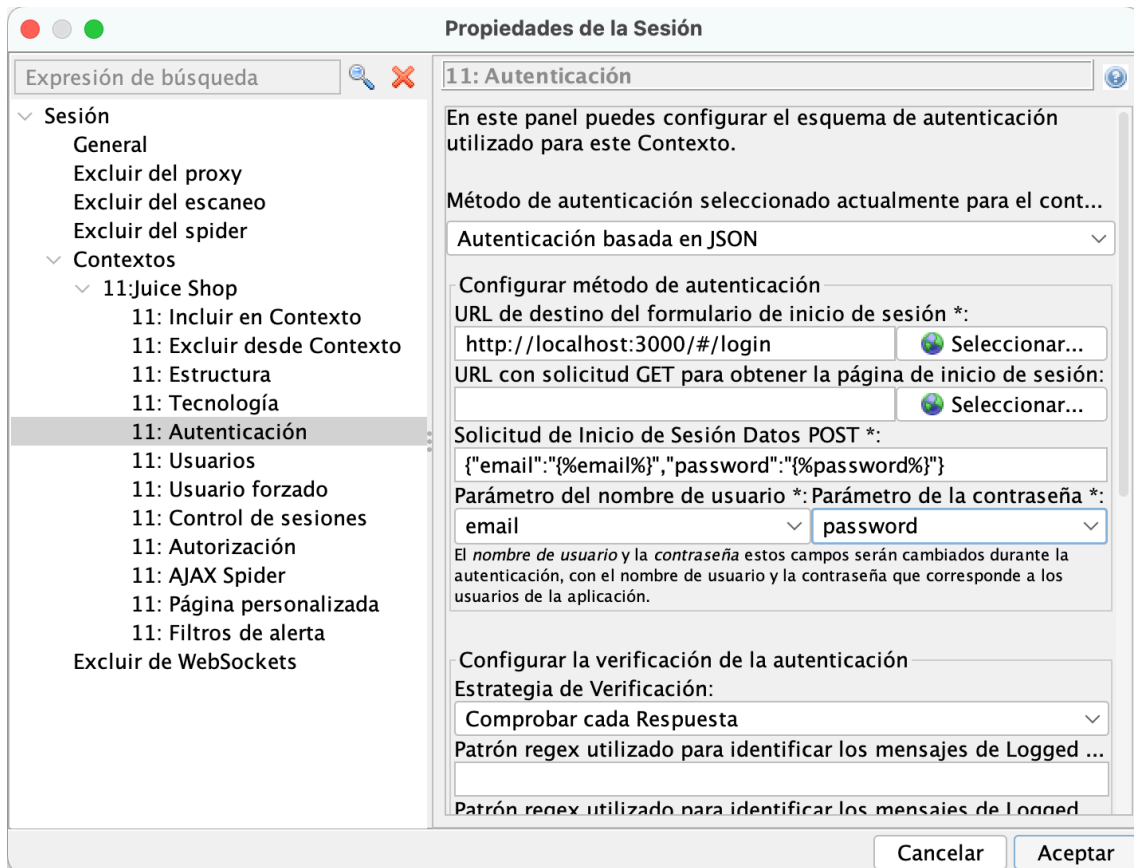 Propiedades de la Sesión
Expresión de búsqueda
Sesión
General
Excluir del proxy
Excluir del escaneo
Excluir del spider
Contextos
11:Juice Shop
11: Incluir en Contexto
11: Excluir desde Contexto
11: Estructura
11: Tecnología
11: Autenticación
11: Usuarios
11: Usuario forzado
11: Control de sesiones
11: Autorización
11: AJAX Spider
11: Página personalizada
11: Filtros de alerta
Excluir de WebSockets
11: Autenticación
En este panel puedes configurar el esquema de autenticación
utilizado para este Contexto.
Método de autenticación seleccionado actualmente para el cont...
Autenticación basada en JSON
Configurar método de autenticación
URL de destino del formulario de inicio de sesión *:
http://localhost:3000/#/login Seleccionar...
URL con solicitud GET para obtener la página de inicio de sesión:
Seleccionar...
Solicitud de Inicio de Sesión Datos POST *:
{"email":"{%email%}","password":"{%password%}"}
Parámetro del nombre de usuario *: Parámetro de la contraseña *:
email password
El nombre de usuario y la contraseña estos campos serán cambiados durante la
autenticación, con el nombre de usuario y la contraseña que corresponde a los
usuarios de la aplicación.
Configurar la verificación de la autenticación
Estrategia de Verificación:
Comprobar cada Respuesta
Patrón regex utilizado para identificar los mensajes de Logged ...
Patrón regex utilizado para identificar los mensajes de Logged
Cancelar Aceptar